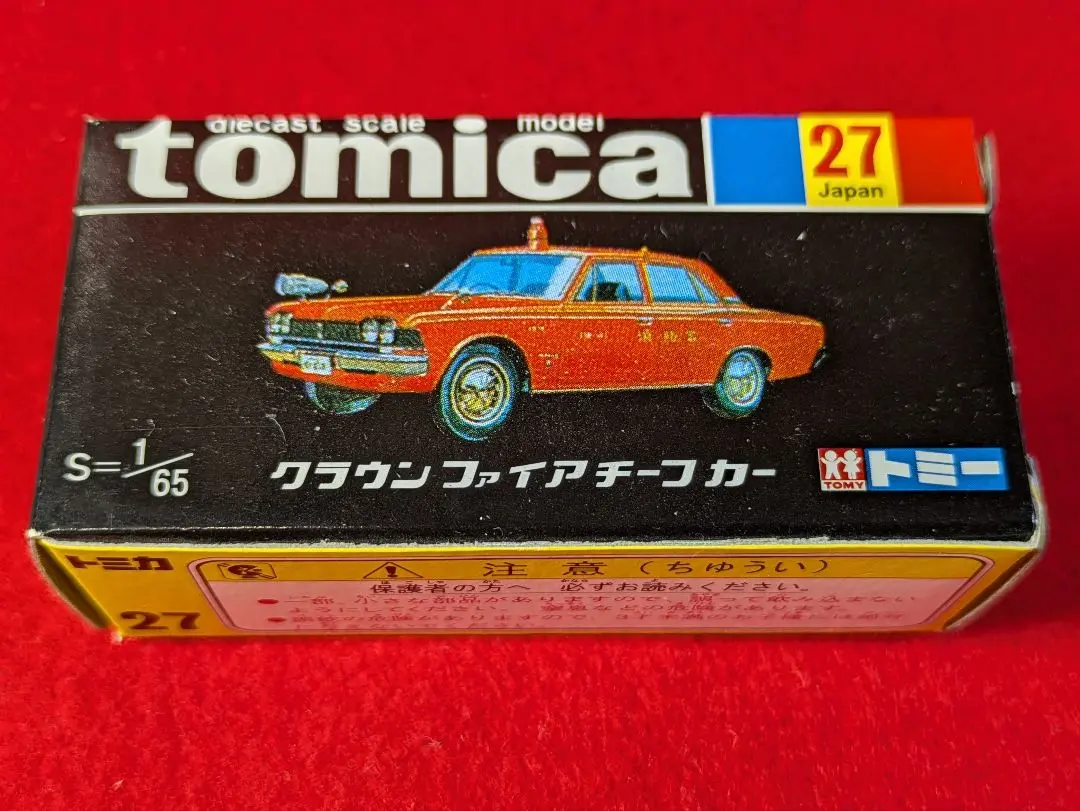 diecast scale model
tomica
27
Japan
S=1/65
クラウン ファイアチーフ カー
TOMY
トミー
トミカ
27
注意(ちゅうい)
保護者の方 必ずお読みください。